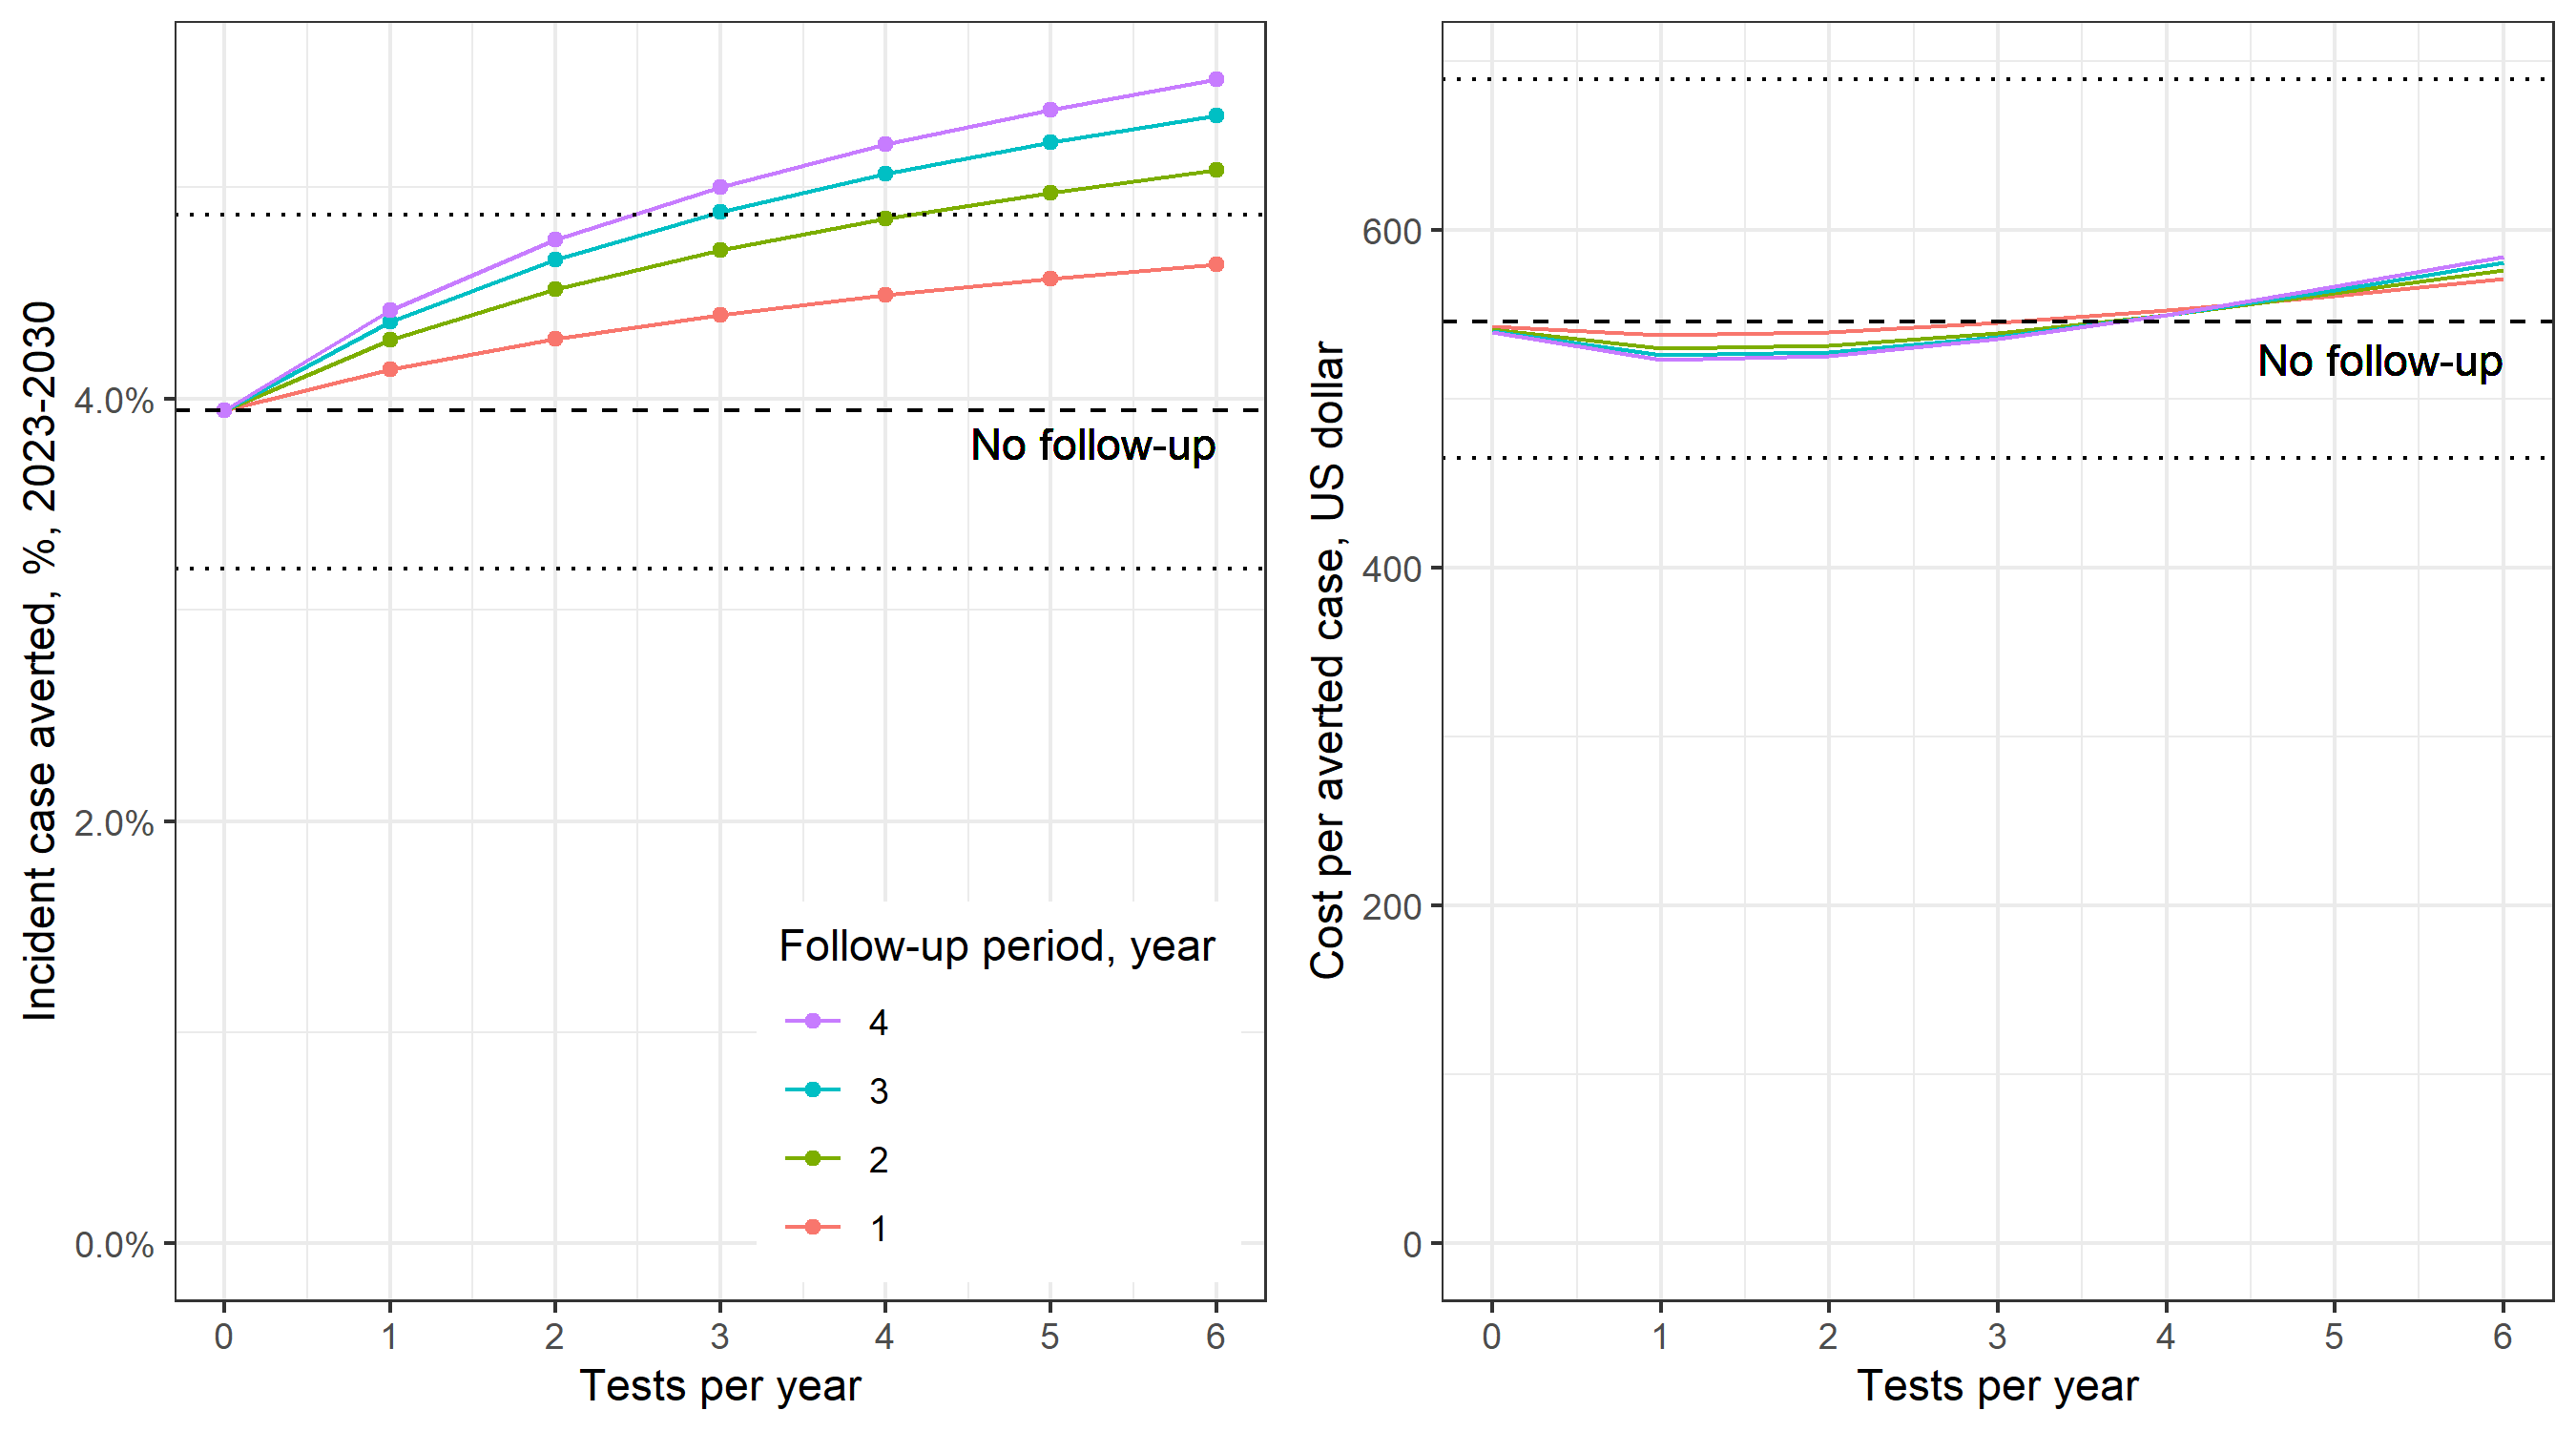 Incident case averted, %, 2023-2030
4.0%
2.0%
0.0%
No follow-up
Follow-up period, year
4
3
2
1
0 1 2 3 4 5 6
Tests per year
Cost per averted case, US dollar
600
400
200
0
No follow-up
0 1 2 3 4 5 6
Tests per year